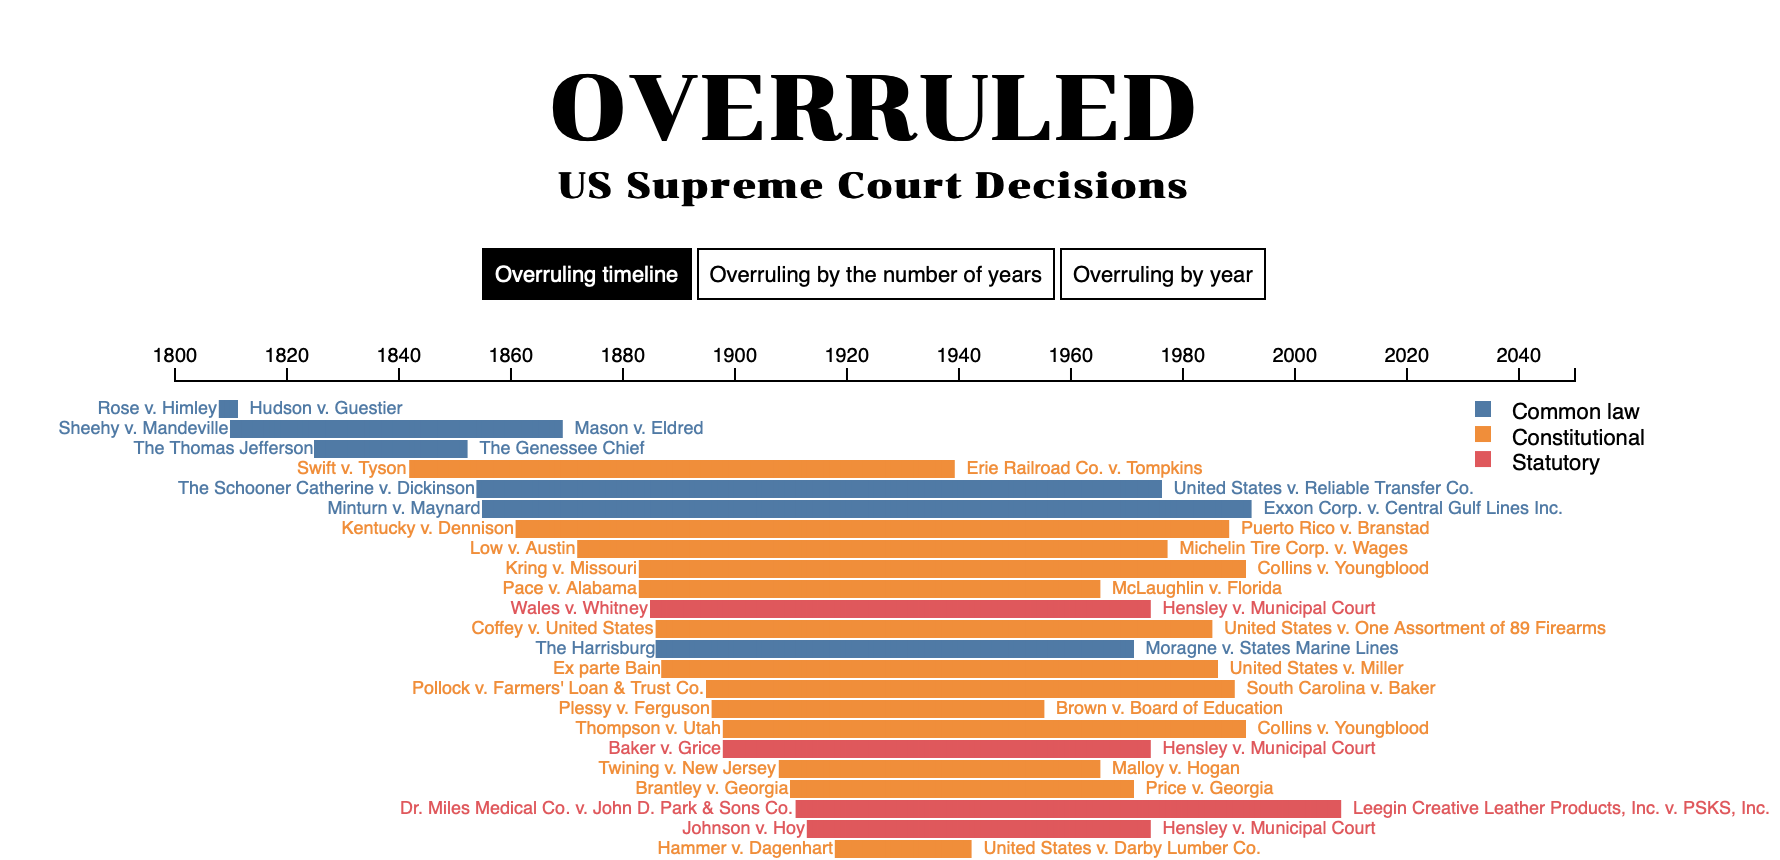 OVERRULED
US Supreme Court Decisions
Overruling timeline Overruling by the number of years Overruling by year
1800 1820 1840 1860 1880 1900 1920 1940 1960 1980 2000 2020 2040
Rose v. Himley Hudson v. Guestier Common law
Sheehy v. Mandeville Mason v. Eldred Constitutional
The Thomas Jefferson The Genessee Chief Statutory
Swift v. Tyson Erie Railroad Co. v. Tompkins
The Schooner Catherine v. Dickinson United States v. Reliable Transfer Co.
Minturn v. Maynard Exxon Corp. v. Central Gulf Lines Inc.
Kentucky v. Dennison Puerto Rico v. Branstad
Low v. Austin Michelin Tire Corp. v. Wages
Kring v. Missouri Collins v. Youngblood
Pace v. Alabama McLaughlin v. Florida
Wales v. Whitney Hensley v. Municipal Court
Coffey v. United States United States v. One Assortment of 89 Firearms
The Harrisburg Moragne v. States Marine Lines
Ex parte Bain United States v. Miller
Pollock v. Farmers' Loan & Trust Co. South Carolina v. Baker
Plessy v. Ferguson Brown v. Board of Education
Thompson v. Utah Collins v. Youngblood
Baker v. Grice Hensley v. Municipal Court
Twining v. New Jersey Malloy v. Hogan
Brantley v. Georgia Price v. Georgia
Dr. Miles Medical Co. v. John D. Park & Sons Co. Leegin Creative Leather Products, Inc. v. PSKS, Inc.
Johnson v. Hoy Hensley v. Municipal Court
Hammer v. Dagenhart United States v. Darby Lumber Co.